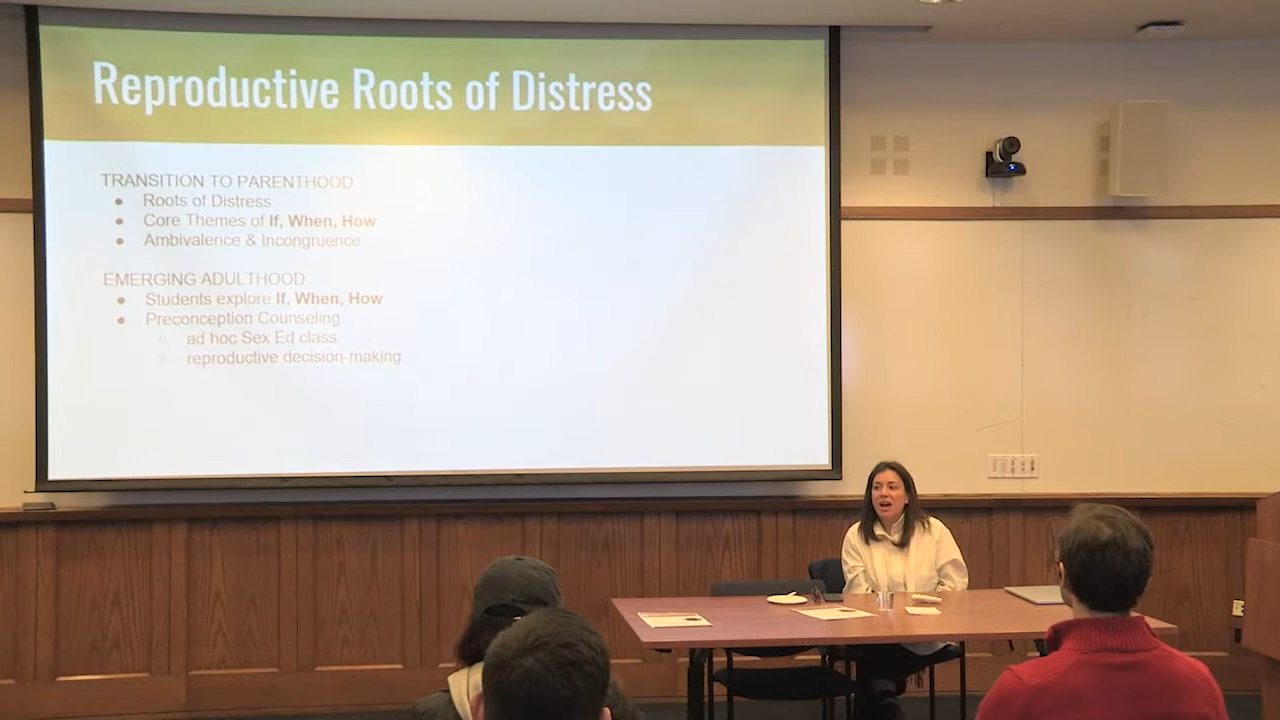 Reproductive Roots of Distress
TRANSITION TO PARENTHOOD
● Roots of Distress
● Core Themes of If, When, How
● Ambivalence & Incongruence
EMERGING ADULTHOOD
● Students explore If, When, How
● Preconception Counseling
○ ad hoc Sex Ed class
○ reproductive decision-making